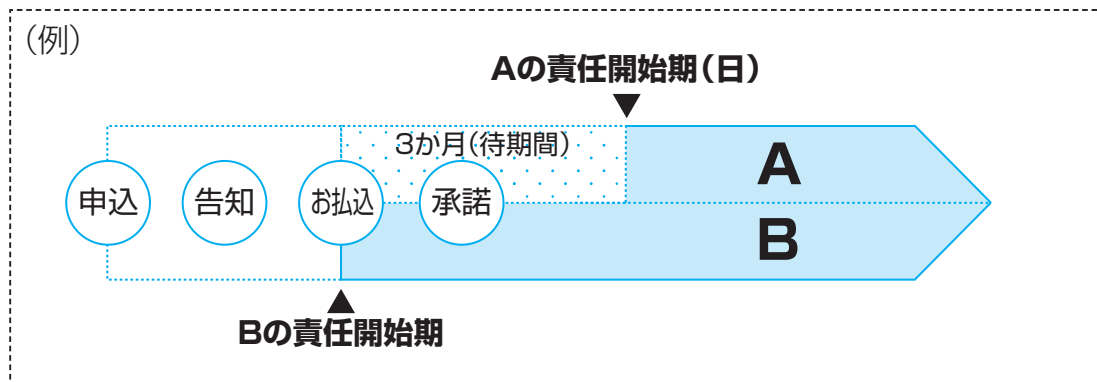 （例）
Aの責任開始期（日）
▼
3か月（待期間）
A
申込 告知 お払込 承諾
B
▲
Bの責任開始期